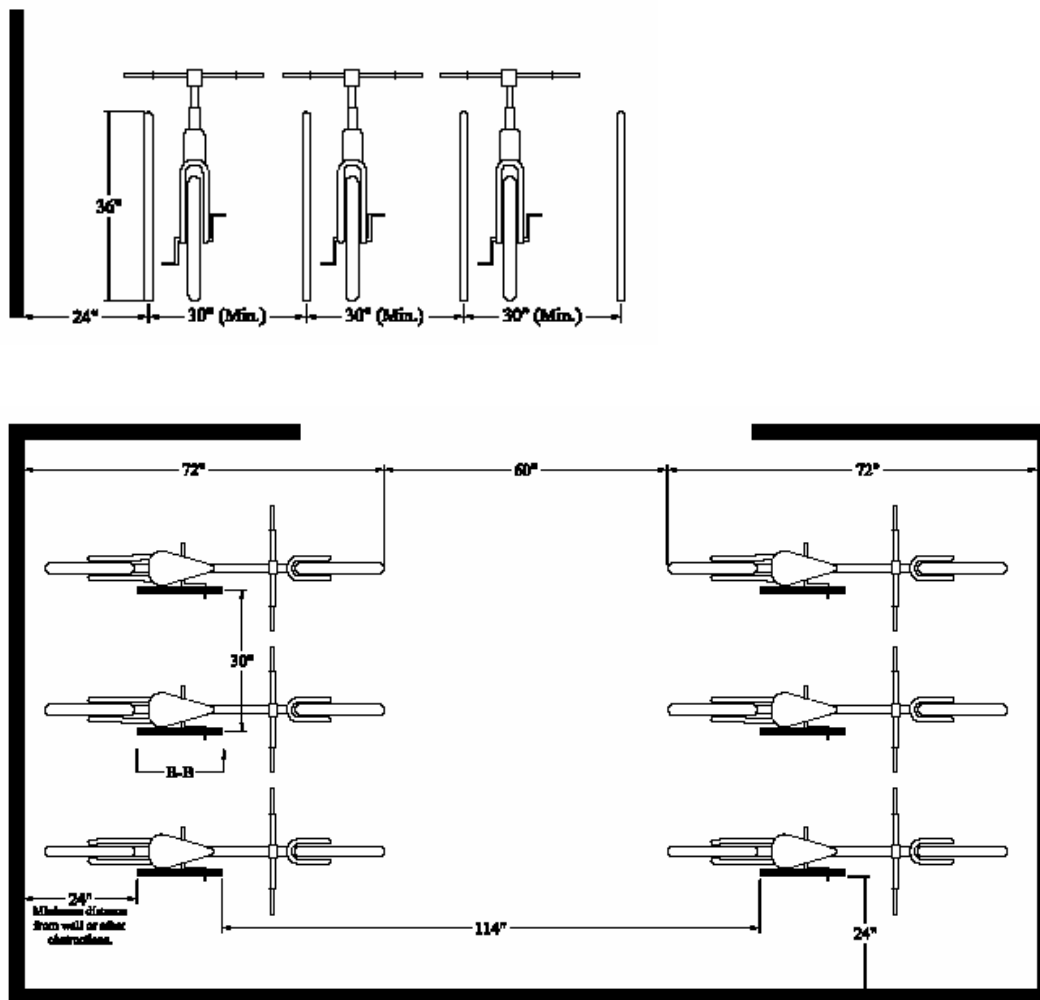 36"
24"
30" (Min.)
30" (Min.)
30" (Min.)
72"
60"
72"
30"
B-B
24"
Minimum distance
from wall or other
obstructions.
114"
24"